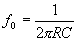 f₀ = 1/(2πRC)